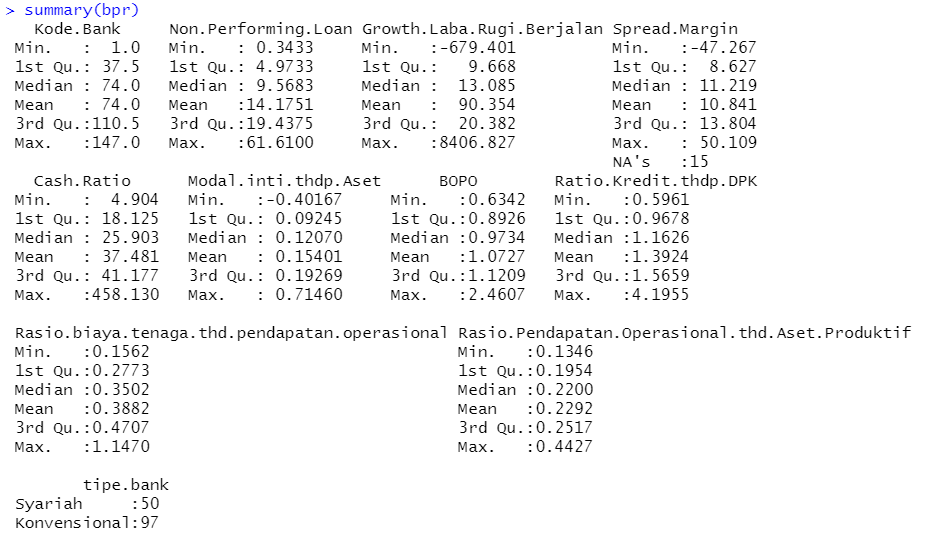 > summary(bpr)
Kode.Bank Non.Performing.Loan Growth.Laba.Rugi.Berjalan Spread.Margin
Min. : 1.0 Min. : 0.3433 Min. :-679.401 Min. :-47.267
1st Qu.: 37.5 1st Qu.: 4.9733 1st Qu.: 9.668 1st Qu.: 8.627
Median : 74.0 Median : 9.5683 Median : 13.085 Median : 11.219
Mean : 74.0 Mean :14.1751 Mean : 90.354 Mean : 10.841
3rd Qu.:110.5 3rd Qu.:19.4375 3rd Qu.: 20.382 3rd Qu.: 13.804
Max. :147.0 Max. :61.6100 Max. :8406.827 Max. : 50.109
NA's :15
Cash.Ratio Modal.inti.thdp.Aset BOPO Ratio.Kredit.thdp.DPK
Min. : 4.904 Min. :-0.40167 Min. :0.6342 Min. :0.5961
1st Qu.: 18.125 1st Qu.: 0.09245 1st Qu.:0.8926 1st Qu.:0.9678
Median : 25.903 Median : 0.12070 Median :0.9734 Median :1.1626
Mean : 37.481 Mean : 0.15401 Mean :1.0727 Mean :1.3924
3rd Qu.: 41.177 3rd Qu.: 0.19269 3rd Qu.:1.1209 3rd Qu.:1.5659
Max. :458.130 Max. : 0.71460 Max. :2.4607 Max. :4.1955
Rasio.biaya.tenaga.thd.pendapatan.operasional Rasio.Pendapatan.Operasional.thd.Aset.Produktif
Min. :0.1562 Min. :0.1346
1st Qu.:0.2773 1st Qu.:0.1954
Median :0.3502 Median :0.2200
Mean :0.3882 Mean :0.2292
3rd Qu.:0.4707 3rd Qu.:0.2517
Max. :1.1470 Max. :0.4427
tipe.bank
Syariah :50
Konvensional:97